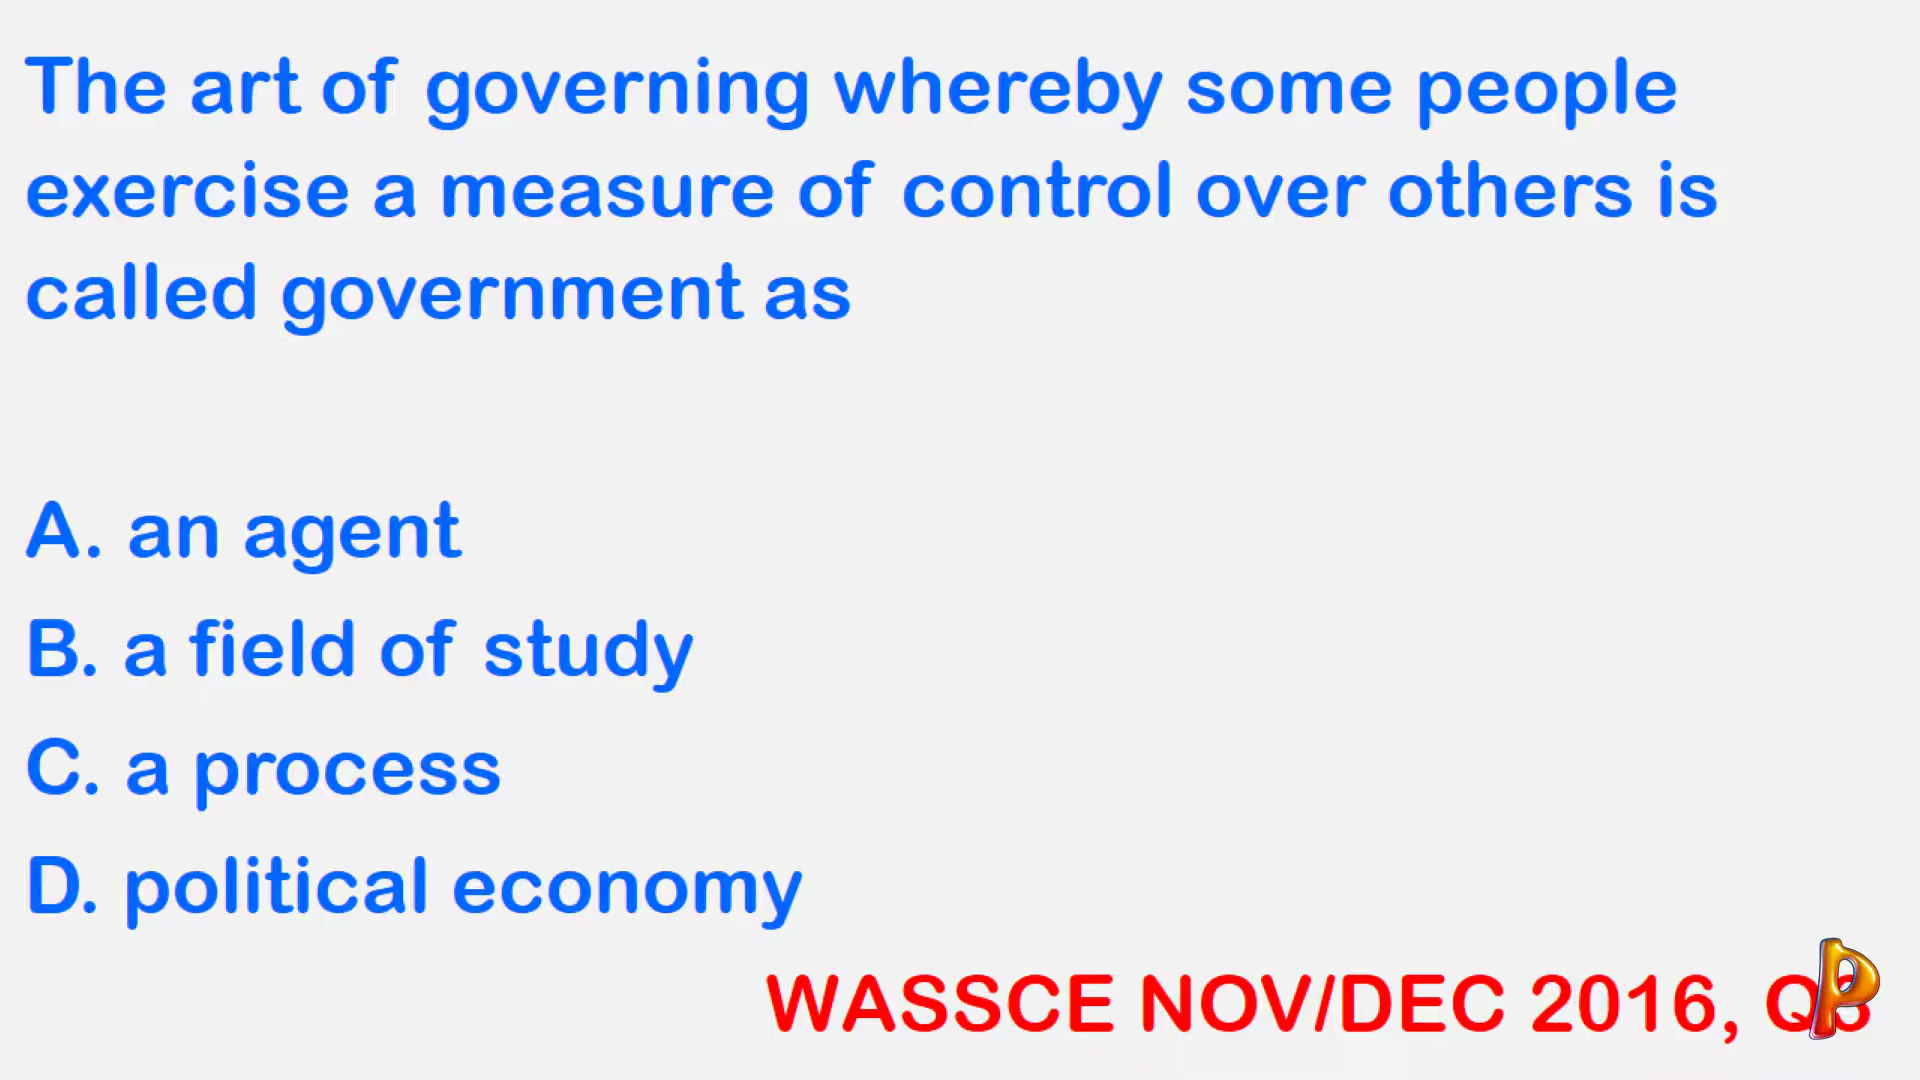 The art of governing whereby some people
exercise a measure of control over others is
called government as
A. an agent
B. a field of study
C. a process
D. political economy
WASSCE NOV/DEC 2016,